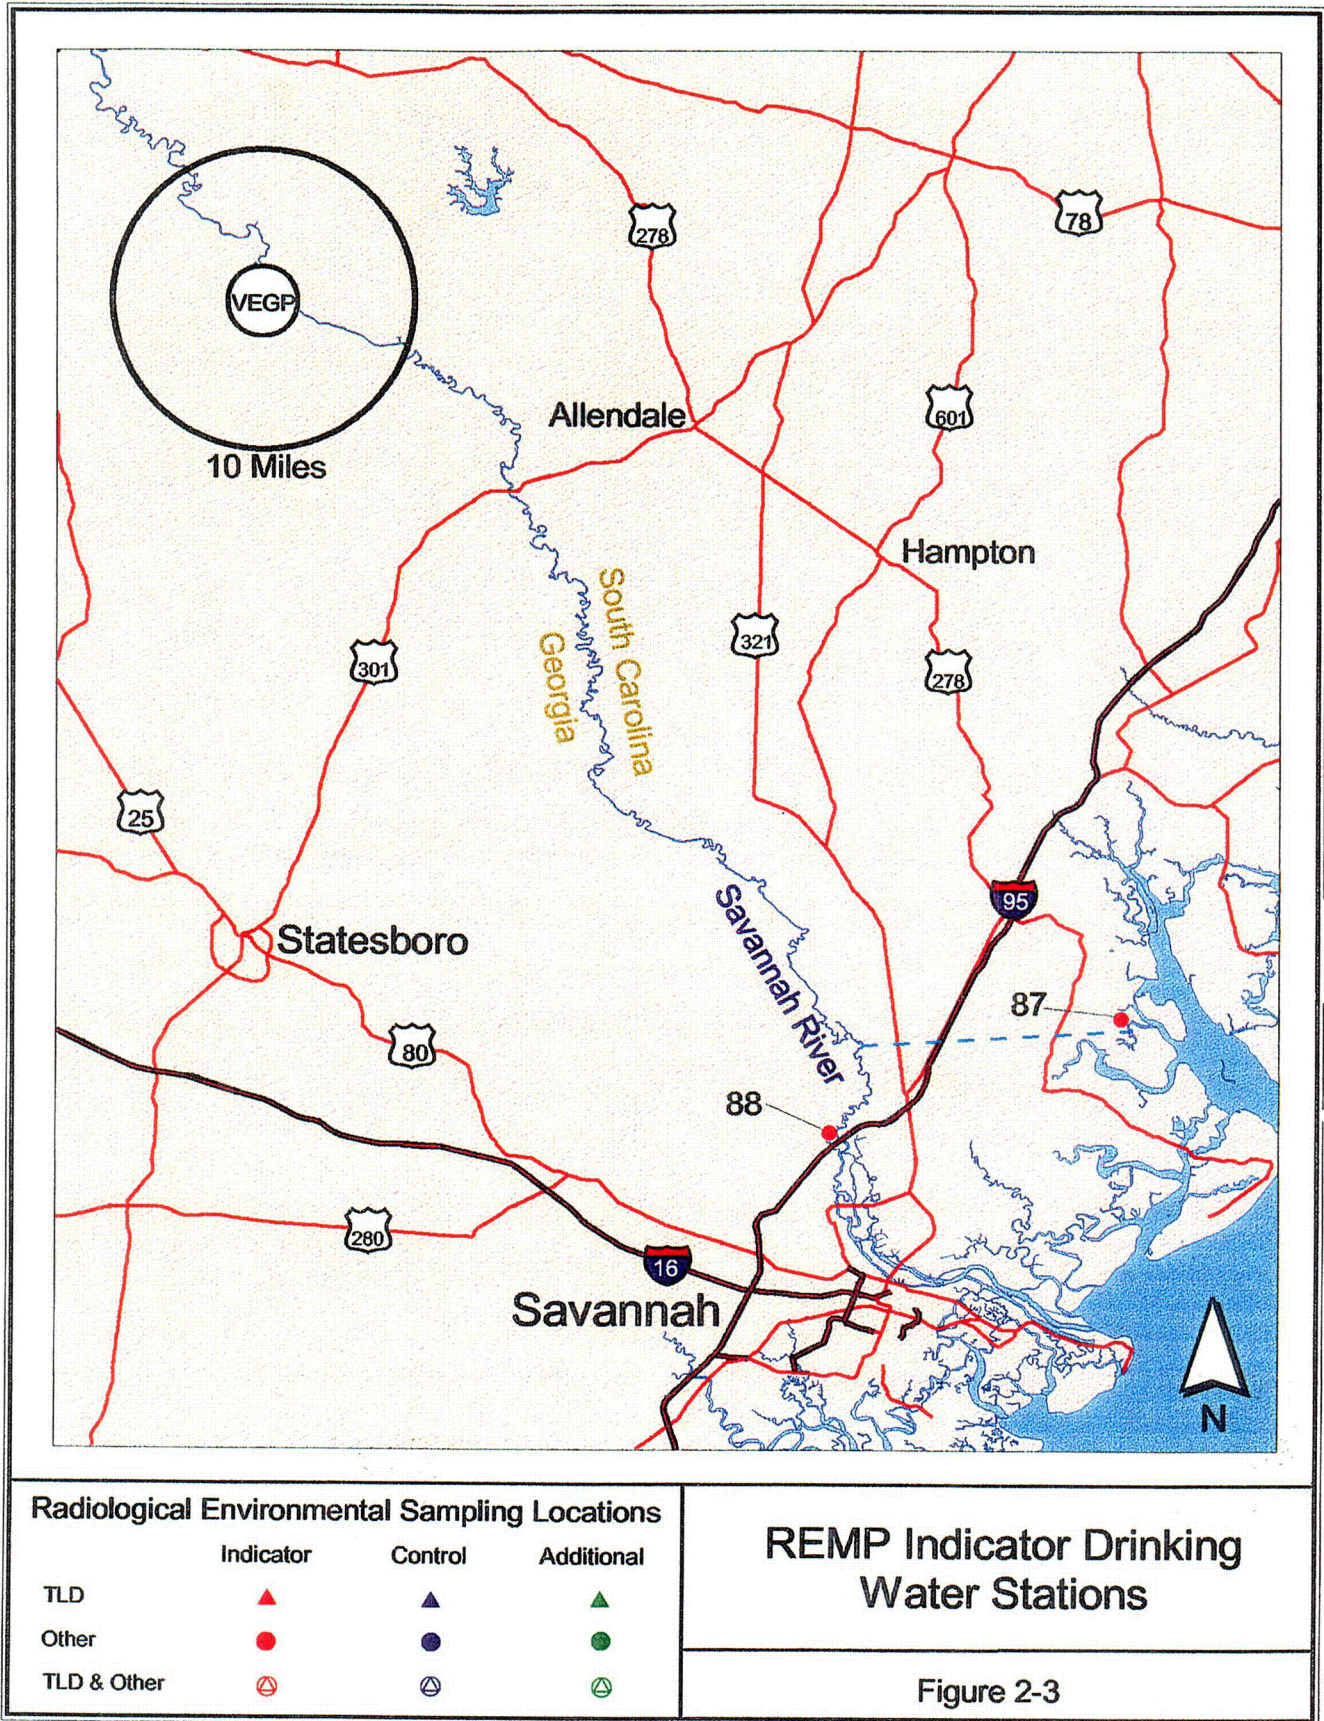 278
78
VEGP
Allendale
601
10 Miles
Hampton
South Carolina
Georgia
321
301
278
25
95
Savannah River
Statesboro
87
80
88
280
16
Savannah
N
Radiological Environmental Sampling Locations
Indicator Control Additional
TLD
Other
TLD & Other
REMP Indicator Drinking
Water Stations
Figure 2-3